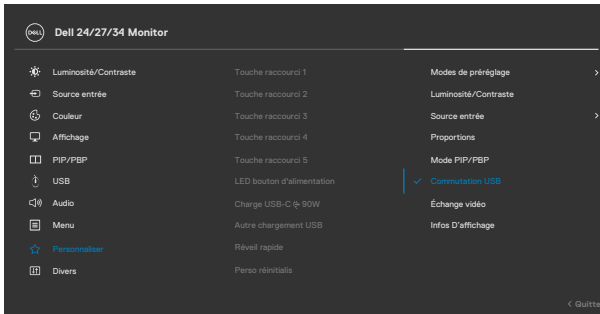 DELL
Dell 24/27/34 Monitor
Luminosité/Contraste
Source entrée
Couleur
Affichage
PIP/PBP
USB
Audio
Menu
Personnaliser
Divers
Touche raccourci 1
Touche raccourci 2
Touche raccourci 3
Touche raccourci 4
Touche raccourci 5
LED bouton d'alimentation
Charge USB-C 90W
Autre chargement USB
Réveil rapide
Perso réinitialis
Modes de préréglage
Luminosité/Contraste
Source entrée
Proportions
Mode PIP/PBP
Commutation USB
Échange vidéo
Infos D'affichage
Quitte